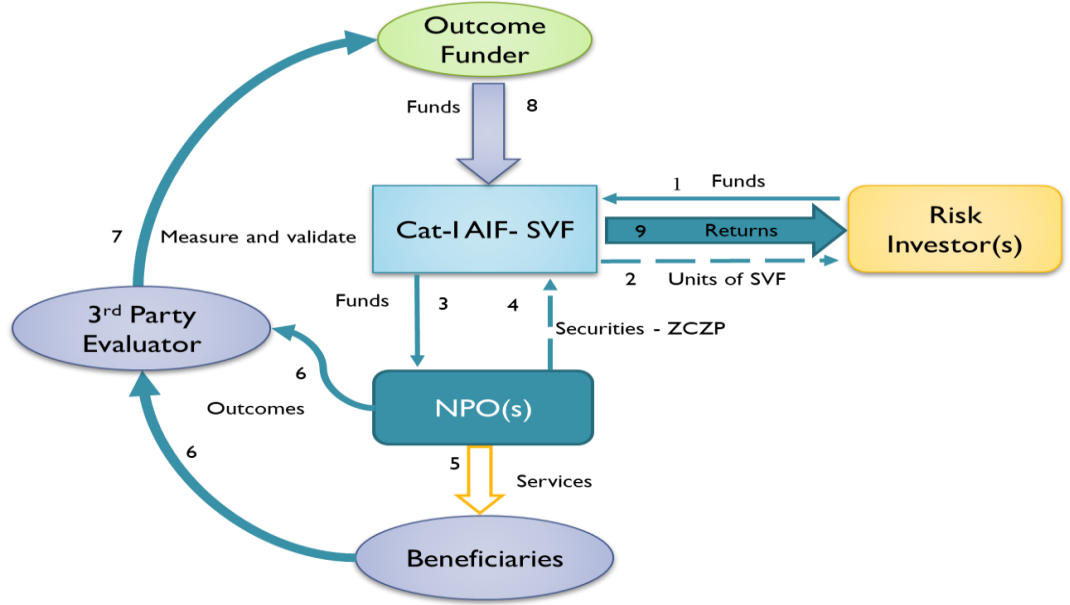 Outcome
Funder
Funds 8
1 Funds
Cat-I AIF- SVF
Risk
Investor(s)
9 Returns
7 Measure and validate
2 Units of SVF
Funds 3 4
3rd Party
Evaluator
Securities - ZCZP
6
Outcomes
NPO(s)
6
5
Services
Beneficiaries